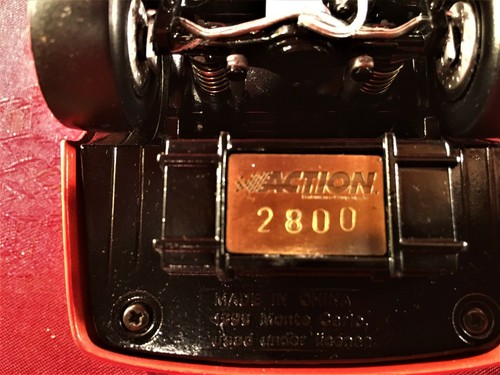 ACTION
2800
MADE IN CHINA
Monte Carlo
used under license